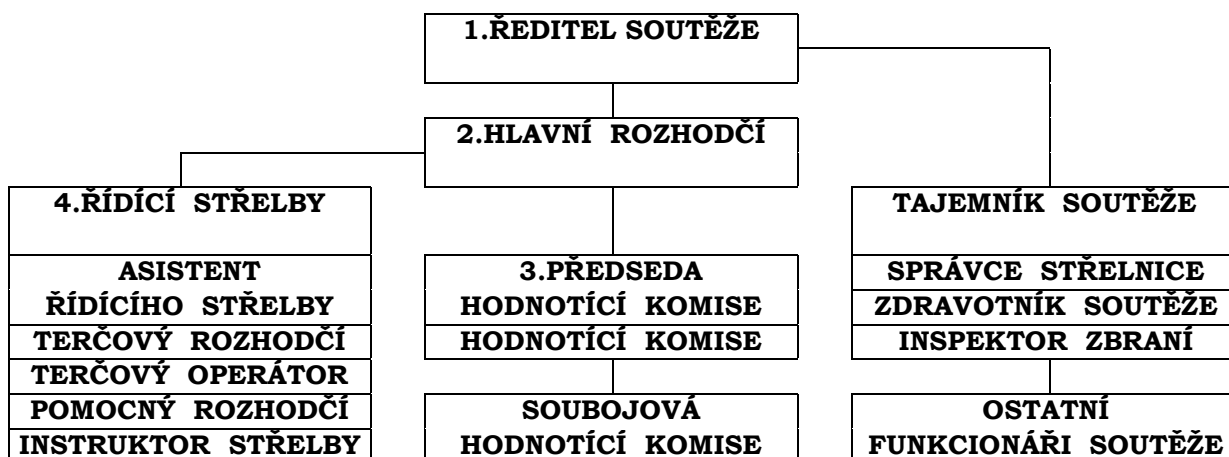 1.ŘEDITEL SOUTĚŽE
2.HLAVNÍ ROZHODČÍ
4.ŘÍDÍCÍ STŘELBY
ASISTENT
ŘÍDÍCÍHO STŘELBY
TERČOVÝ ROZHODČÍ
TERČOVÝ OPERÁTOR
POMOCNÝ ROZHODČÍ
INSTRUKTOR STŘELBY
3.PŘEDSEDA
HODNOTÍCÍ KOMISE
HODNOTÍCÍ KOMISE
SOUBOJOVÁ
HODNOTÍCÍ KOMISE
TAJEMNÍK SOUTĚŽE
SPRÁVCE STŘELNICE
ZDRAVOTNÍK SOUTĚŽE
INSPEKTOR ZBRANÍ
OSTATNÍ
FUNKCIONÁŘI SOUTĚŽE